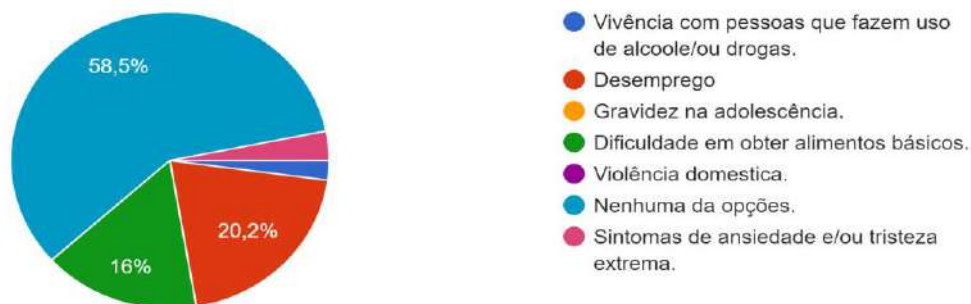 58,5%
20,2%
16%
Vivência com pessoas que fazem uso
de alcoole/ou drogas.
Desemprego
Gravidez na adolescência.
Dificuldade em obter alimentos básicos.
Violência domestica.
Nenhuma da opções.
Sintomas de ansiedade e/ou tristeza
extrema.